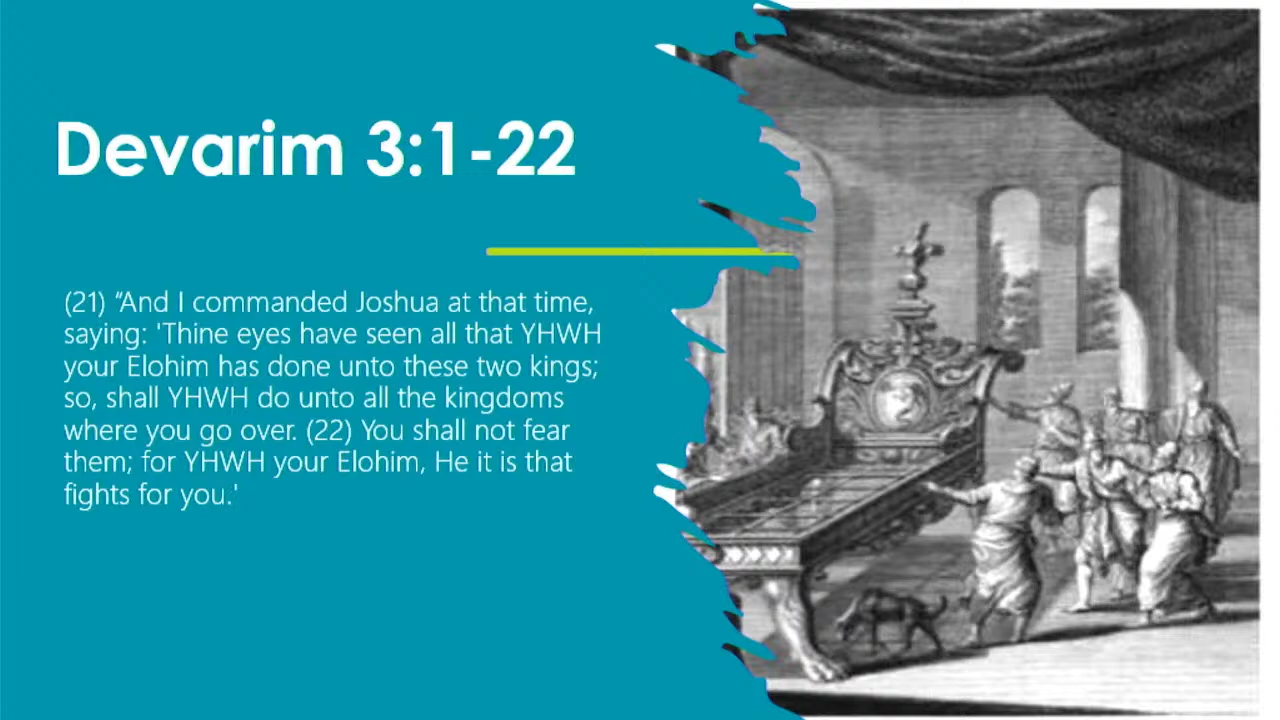 Devarim 3:1-22
(21) “And I commanded Joshua at that time,
saying: 'Thine eyes have seen all that YHWH
your Elohim has done unto these two kings;
so, shall YHWH do unto all the kingdoms
where you go over. (22) You shall not fear
them; for YHWH your Elohim, He it is that
fights for you.'